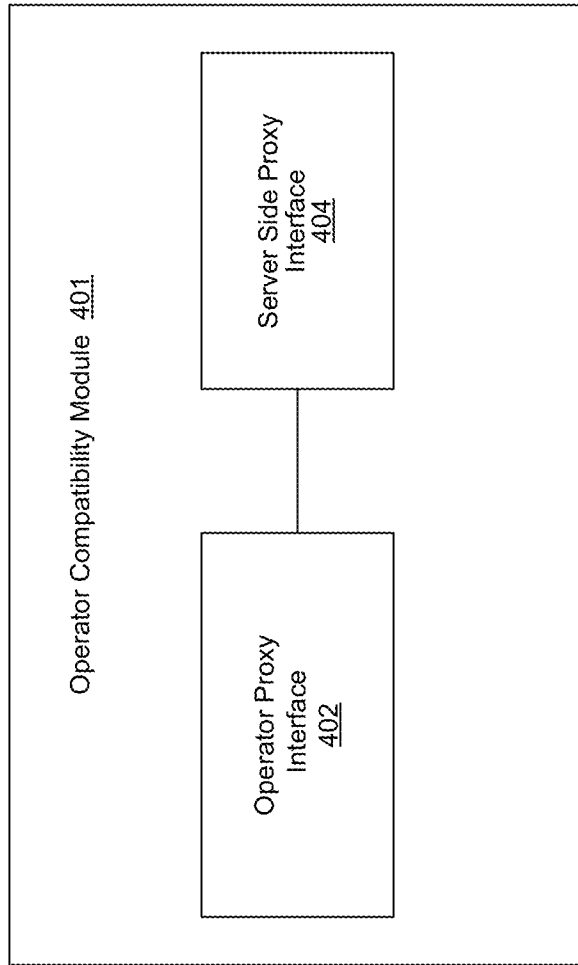 Operator Compatibility Module 401
Operator Proxy
Interface
402
Server Side Proxy
Interface
404